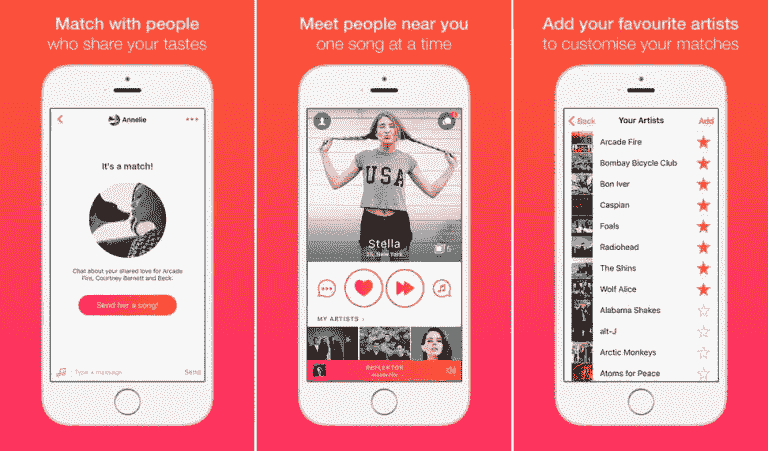 Match with people
who share your tastes
Annelie
It's a match!
Chat about your shared love for Arcade
Fire, Courtney Barnett and Beck.
Send her a song!
Type a message
Send
Meet people near you
one song at a time
USA
Stella
25, New York
5
MY ARTISTS >
REFLEKTOR
Arcade Fire
Add your favourite artists
to customise your matches
Back
Your Artists
Add
Arcade Fire
Bombay Bicycle Club
Bon Iver
Caspian
Foals
Radiohead
The Shins
Wolf Alice
Alabama Shakes
alt-J
Arctic Monkeys
Atoms for Peace